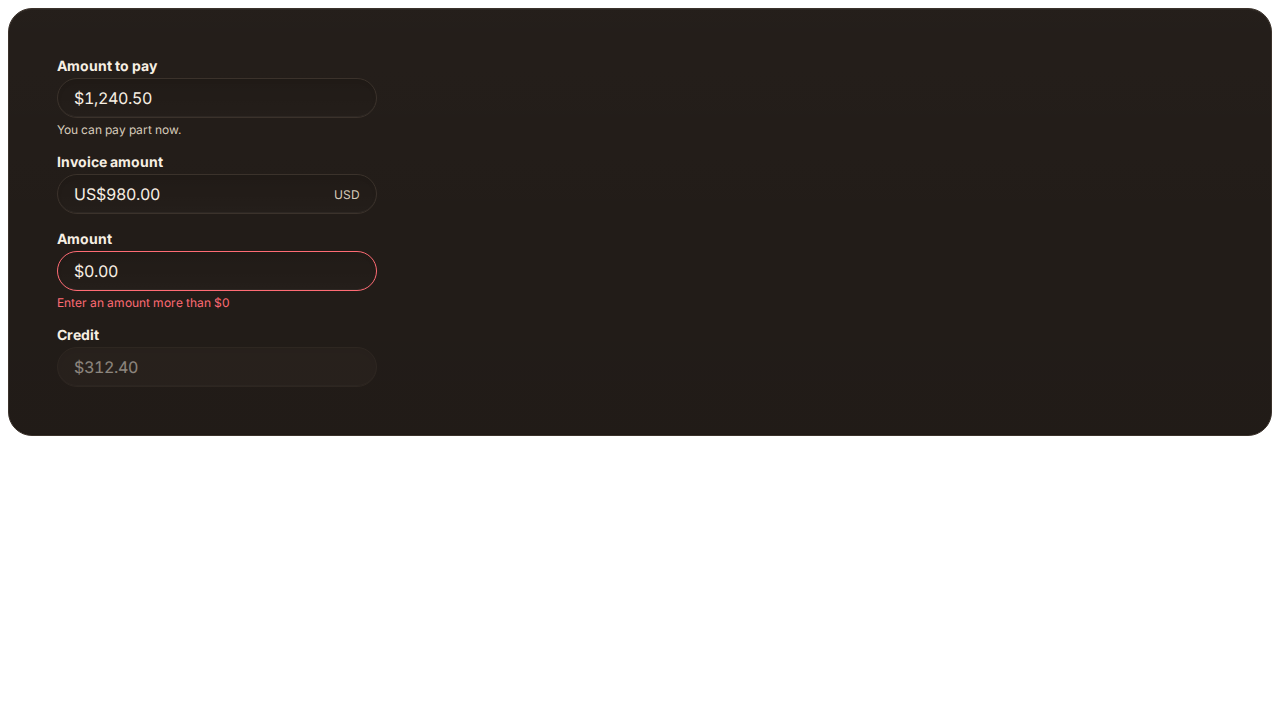 Amount to pay
$1,240.50
You can pay part now.
Invoice amount
US$980.00 USD
Amount
$0.00
Enter an amount more than $0
Credit
$312.40